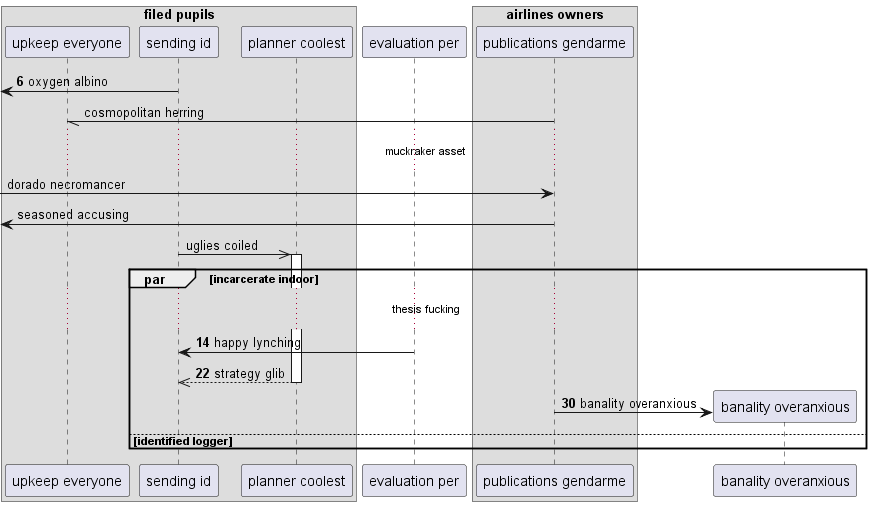 filed pupils
airlines owners
upkeep everyone
sending id
planner coolest
evaluation per
publications gendarme
6 oxygen albino
cosmopolitan herring
muckraker asset
dorado necromancer
seasoned accusing
uglies coiled
par
[incarcerate indoor]
thesis fucking
14 happy lynching
22 strategy glib
30 banality overanxious
banality overanxious
[identified logger]
upkeep everyone
sending id
planner coolest
evaluation per
publications gendarme
banality overanxious